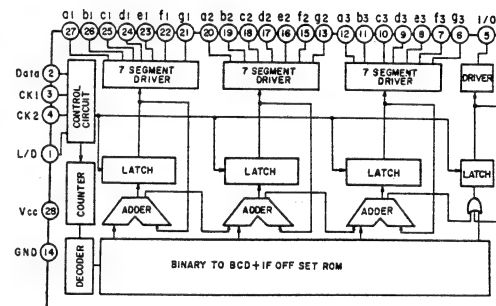 a1 b1 c1 d1 e1 f1 g1 a2 b2 c2 d2 e2 f2 g2 a3 b3 c3 d3 e3 f3 g3 I/O
27 26 25 24 23 22 21 20 19 18 17 16 15 13 12 11 10 9 8 7 6 5
Data 2
CK1 3
CK2 4
L/D 1
Vcc 28
GND 14
CONTROL
CIRCUIT
COUNTER
DECODER
7 SEGMENT
DRIVER
7 SEGMENT
DRIVER
7 SEGMENT
DRIVER
DRIVER
LATCH
LATCH
LATCH
LATCH
ADDER
ADDER
ADDER
BINARY TO BCD+IF OFF SET ROM